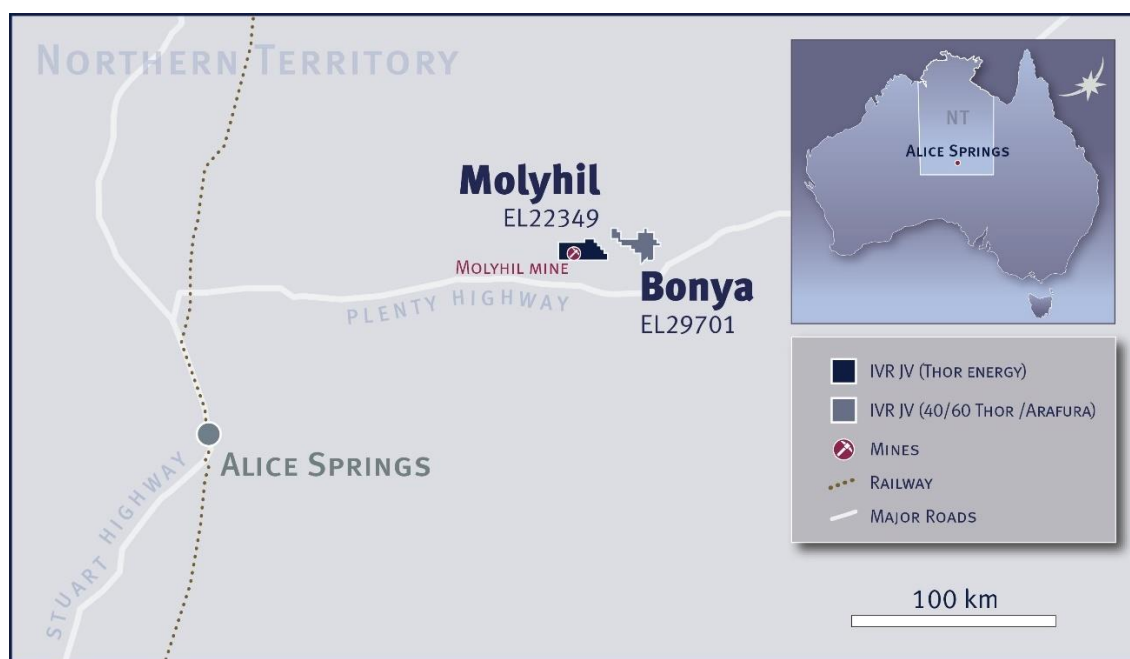 NORTHERN TERRITORY
Molyhil
EL22349
MOLYHIL MINE
Bonya
EL29701
PLENTY HIGHWAY
ALICE SPRINGS
STUART HIGHWAY
NT
ALICE SPRINGS
IVR JV (THOR ENERGY)
IVR JV (40/60 THOR /ARAFURA)
MINES
RAILWAY
MAJOR ROADS
100 km